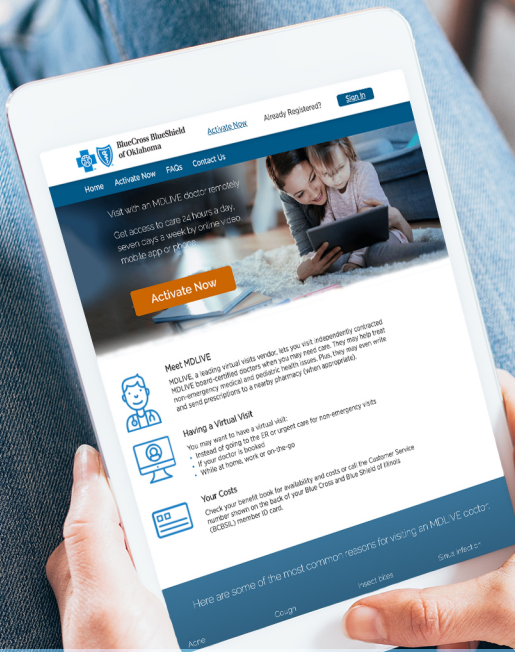 BlueCross BlueShield
of Oklahoma
Activate Now
Already Registered?
Sign In
Home Activate Now FAQs Contact Us
Visit with an MDLIVE doctor remotely
Get access to care 24 hours a day,
seven days a week by online video,
mobile app or phone.
Activate Now
Meet MDLIVE
MDLIVE, a leading virtual visits vendor, lets you visit independently contracted
MDLIVE board-certified doctors when you may need care. They may help treat
non-emergency medical and pediatric health issues. Plus, they may even write
and send prescriptions to a nearby pharmacy (when appropriate).
Having a Virtual Visit
You may want to have a virtual visit:
• Instead of going to the ER or urgent care for non-emergency visits
• If your doctor is booked
• While at home, work or on-the-go
Your Costs
Check your benefit book for availability and costs or call the Customer Service
number shown on the back of your Blue Cross and Blue Shield of Illinois
(BCBSIL) member ID card.
Here are some of the most common reasons for visiting an MDLIVE doctor.
Acne Cough Insect bites Sinus infection